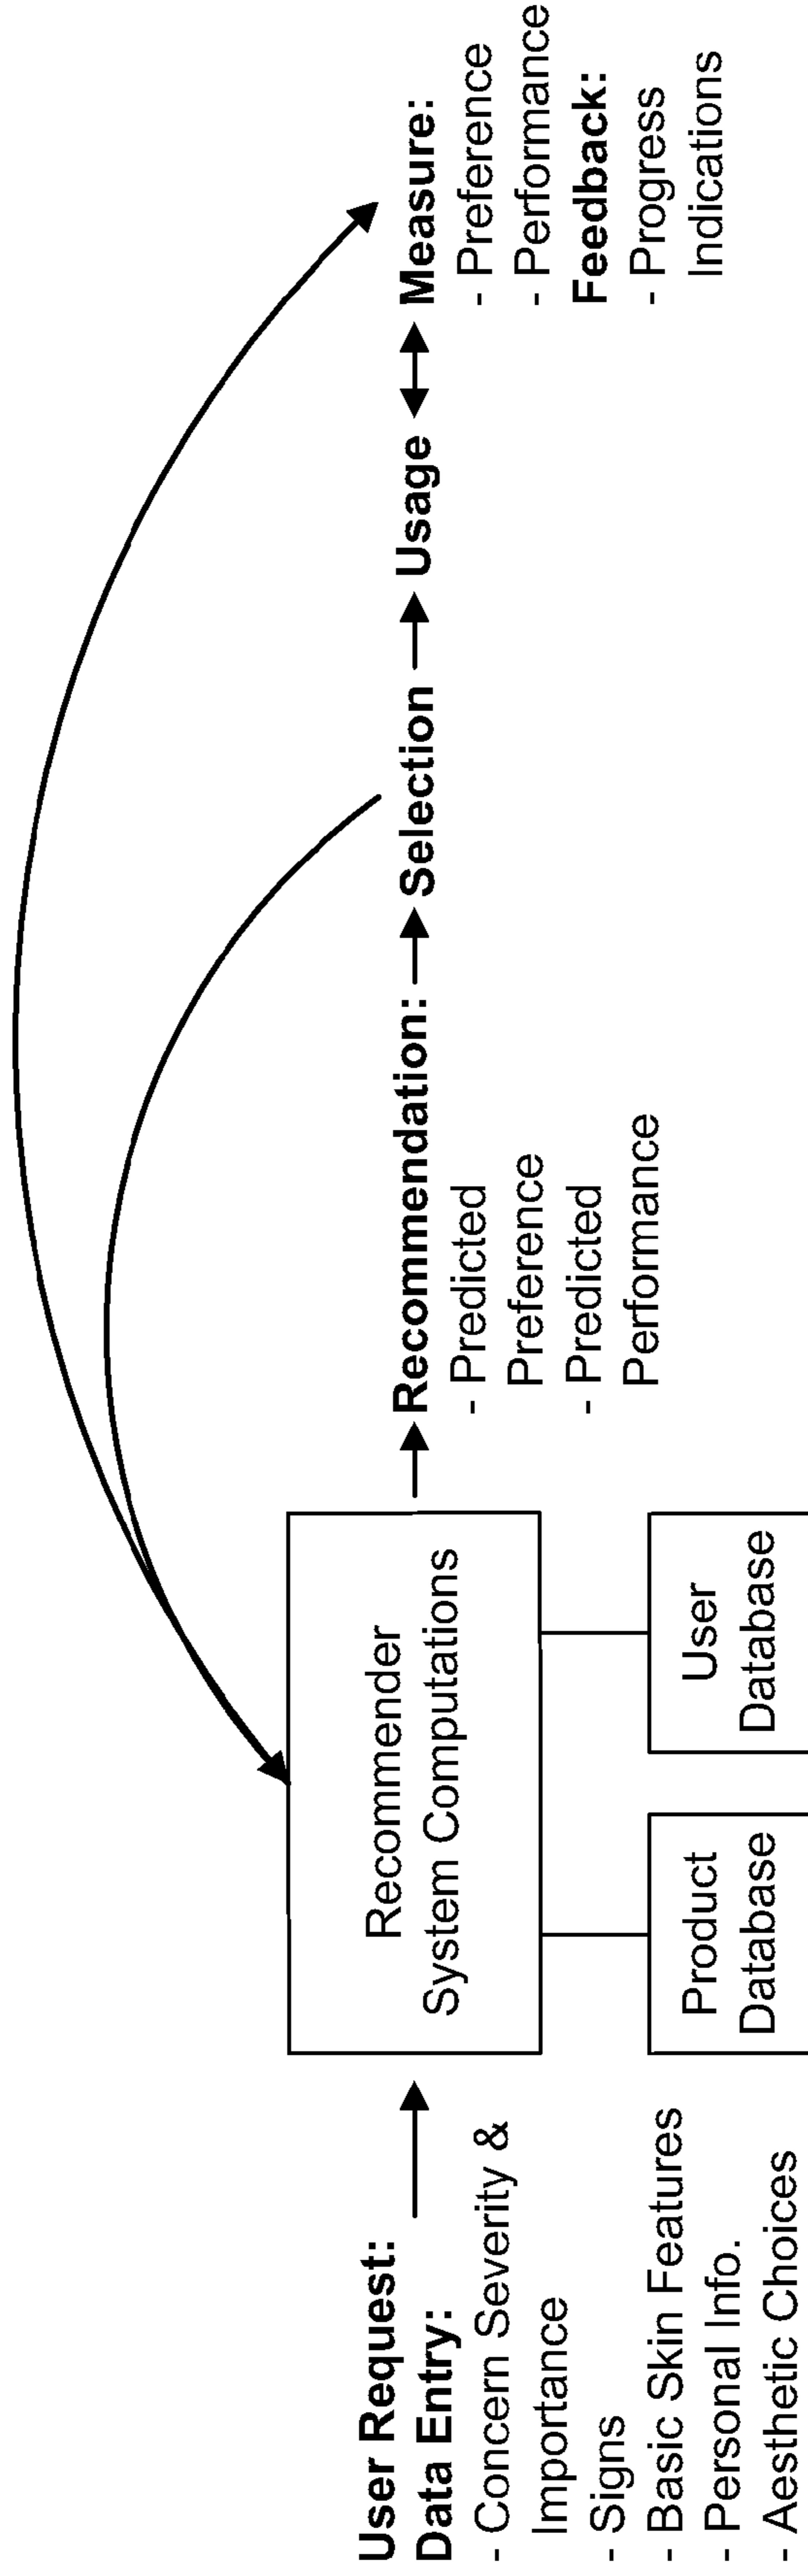 User Request:
Data Entry:
- Concern Severity &
Importance
- Signs
- Basic Skin Features
- Personal Info.
- Aesthetic Choices
Recommender
System Computations
Product
Database
User
Database
Recommendation:
- Predicted
Preference
- Predicted
Performance
Selection
Usage
Measure:
- Preference
- Performance
Feedback:
- Progress
Indications